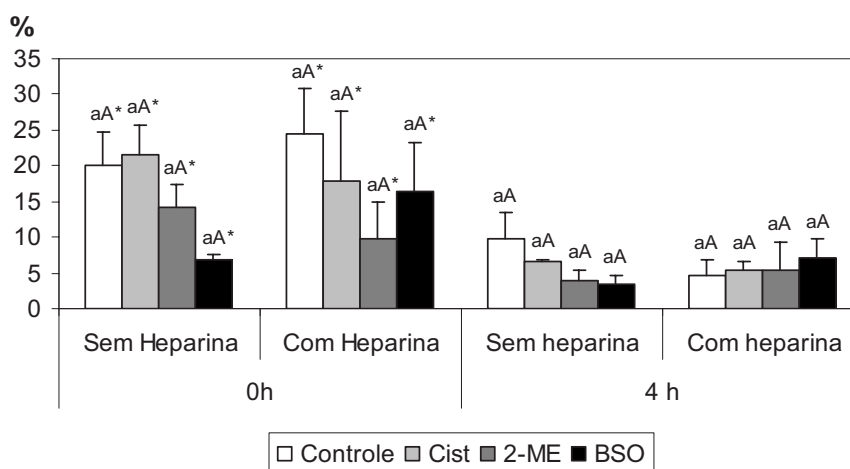 %
35
30
25
20
15
10
5
0
aA* aA* aA* aA*
aA* aA* aA* aA*
aA aA aA aA
aA aA aA aA
Sem Heparina Com Heparina Sem heparina Com heparina
0h 4 h
Controle Cist 2-ME BSO